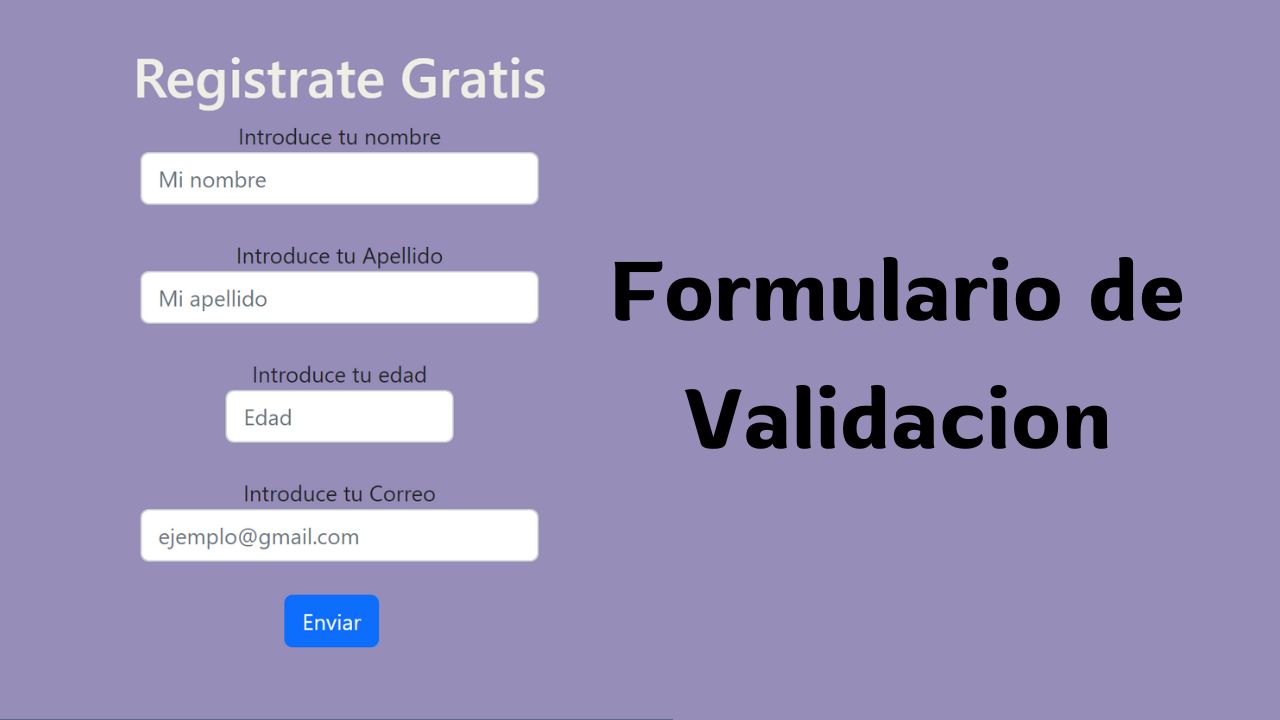 Registrate Gratis
Introduce tu nombre
Mi nombre
Introduce tu Apellido
Mi apellido
Introduce tu edad
Edad
Introduce tu Correo
ejemplo@gmail.com
Enviar
Formulario de
Validacion